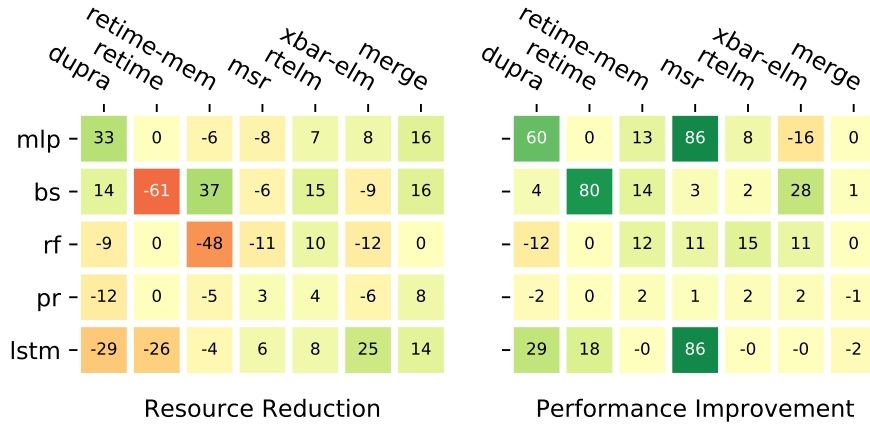 dupra retime retime-mem msr rtelm xbar-elm merge
mlp 33 0 -6 -8 7 8 16
bs 14 -61 37 -6 15 -9 16
rf -9 0 -48 -11 10 -12 0
pr -12 0 -5 3 4 -6 8
lstm -29 -26 -4 6 8 25 14
Resource Reduction
dupra retime retime-mem msr rtelm xbar-elm merge
60 0 13 86 8 -16 0
4 80 14 3 2 28 1
-12 0 12 11 15 11 0
-2 0 2 1 2 2 -1
29 18 -0 86 -0 -0 -2
Performance Improvement